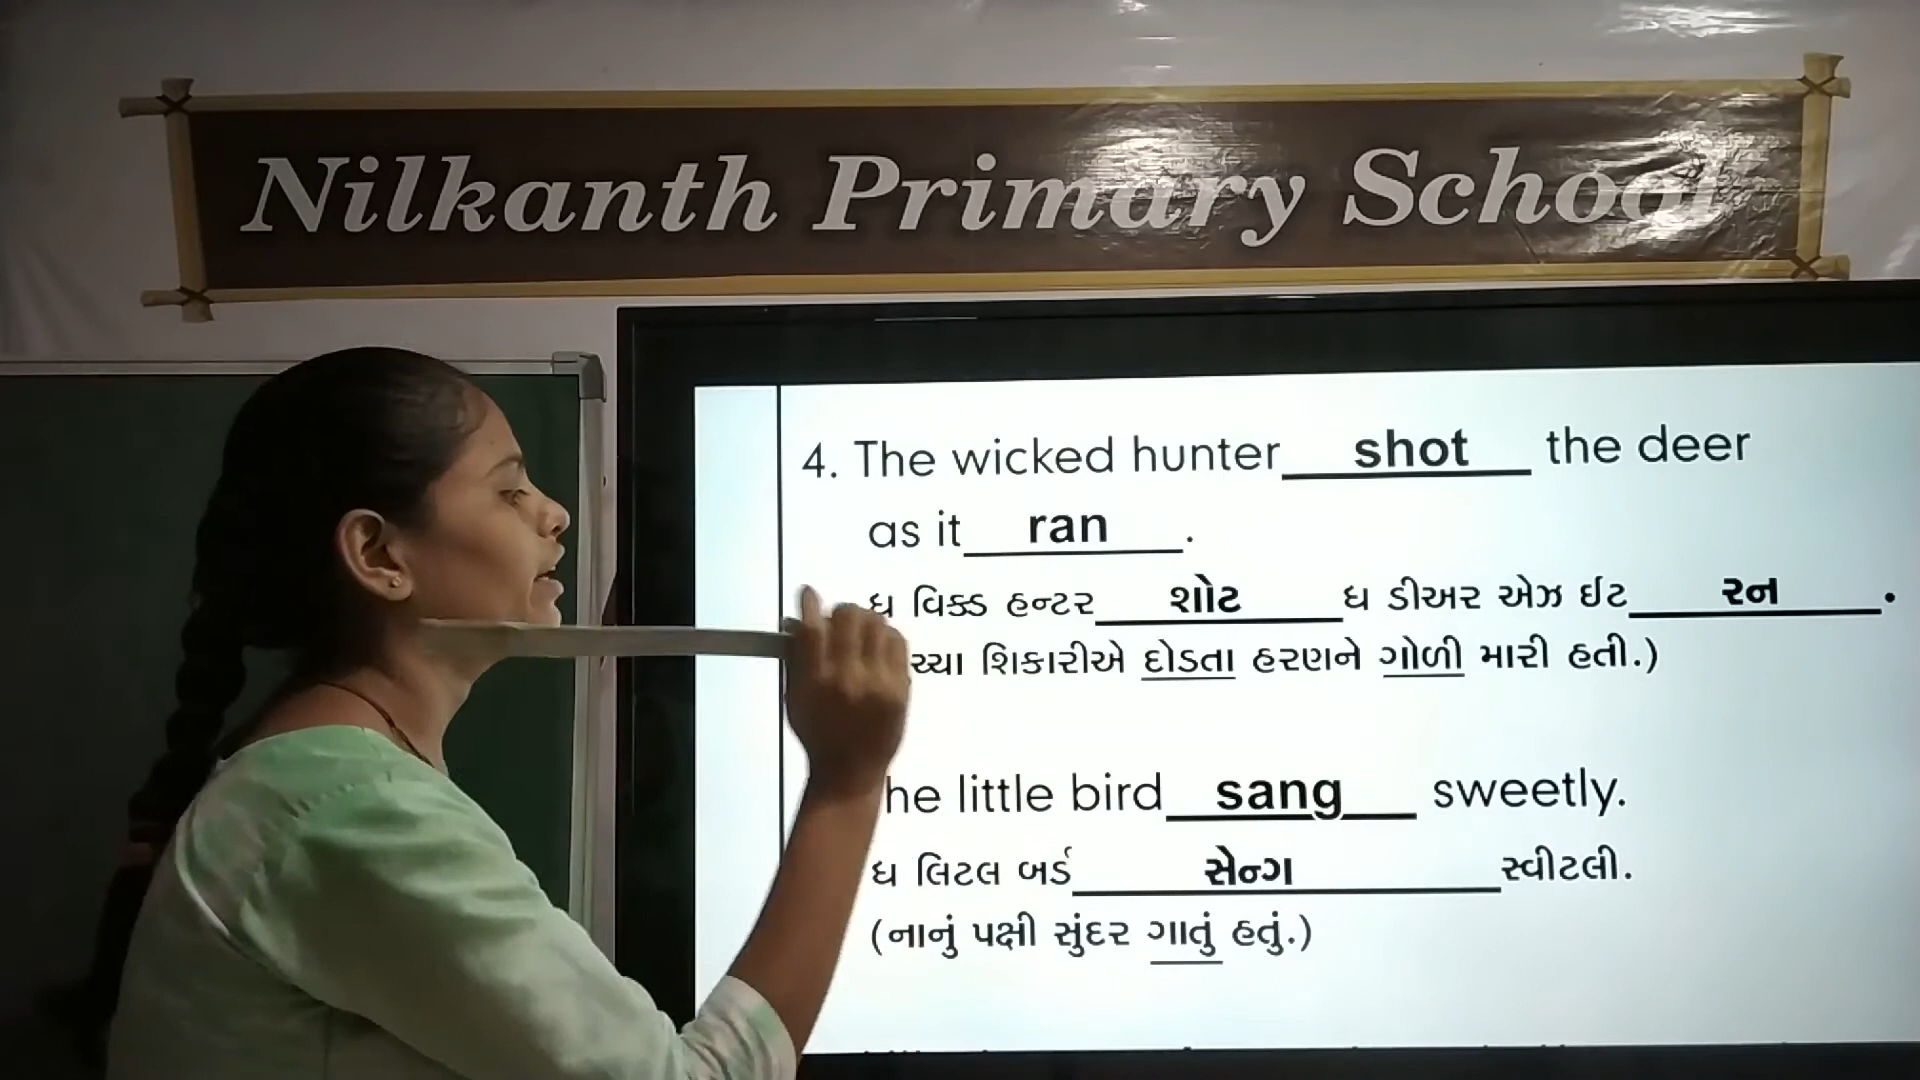 Nilkanth Primary School
4. The wicked hunter shot the deer
as it ran .
ધ વિક્ડ હન્ટર શોટ ધ ડીઅર એઝ ઈટ રન .
શિકારીએ દોડતા હરણને ગોળી મારી હતી.)
little bird sang sweetly.
ધ લિટલ બર્ડ સેન્ગ સ્વીટલી.
(નાનું પક્ષી સુંદર ગાતું હતું.)